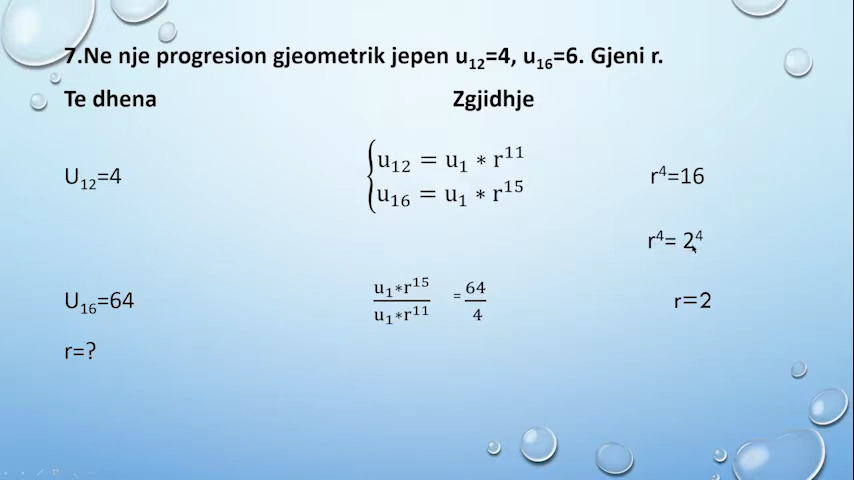 7.Ne nje progresion gjeometrik jepen u₁₂=4, u₁₆=6. Gjeni r.
Te dhena
Zgjidhje
U₁₂=4
u₁₂ = u₁ ∗ r¹¹
u₁₆ = u₁ ∗ r¹⁵
r⁴=16
r⁴= 2⁴
U₁₆=64
u₁∗r¹⁵/u₁∗r¹¹ = 64/4
r=2
r=?